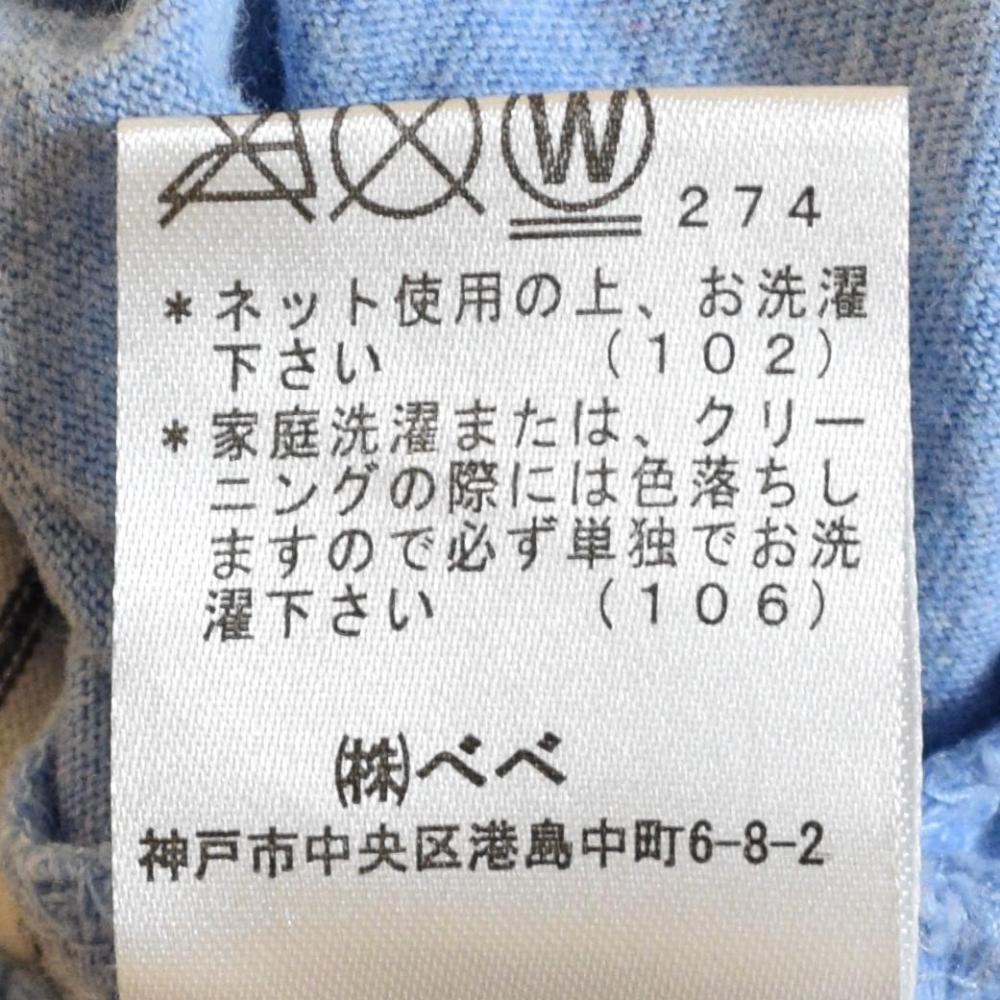 W
274
*ネット使用の上、お洗濯
下さい (102)
*家庭洗濯または、クリー
ニングの際には色落ちし
ますので必ず単独でお洗
濯下さい (106)
㈱べべ
神戸市中央区港島中町6-8-2